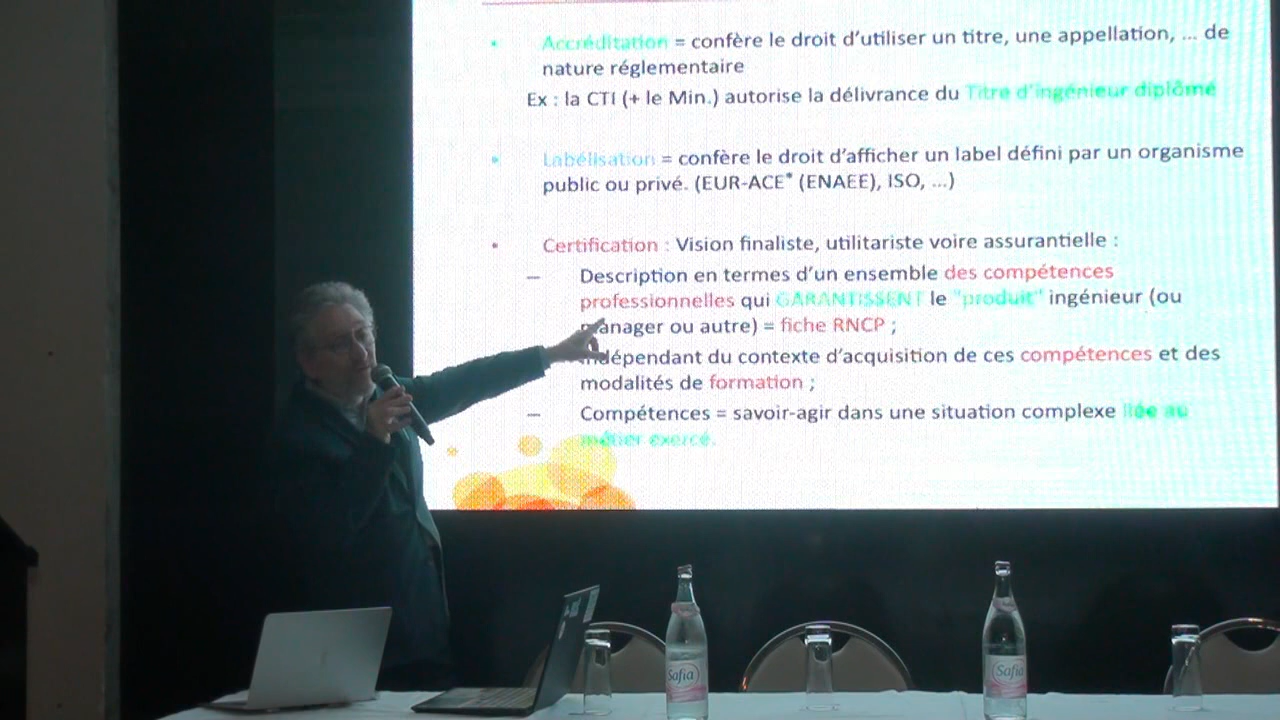 • Accréditation = confère le droit d'utiliser un titre, une appellation, ... de
nature réglementaire
Ex : la CTI (+ le Min.) autorise la délivrance du Titre d'ingénieur diplômé
• Labélisation = confère le droit d'afficher un label défini par un organisme
public ou privé. (EUR-ACE® (ENAEE), ISO, ...)
• Certification : Vision finaliste, utilitariste voire assurantielle :
– Description en termes d'un ensemble des compétences
professionnelles qui GARANTISSENT le "produit" ingénieur (ou
manager ou autre) = fiche RNCP ;
indépendant du contexte d'acquisition de ces compétences et des
modalités de formation ;
– Compétences = savoir-agir dans une situation complexe liée au
métier exercé.
Safia
Safia